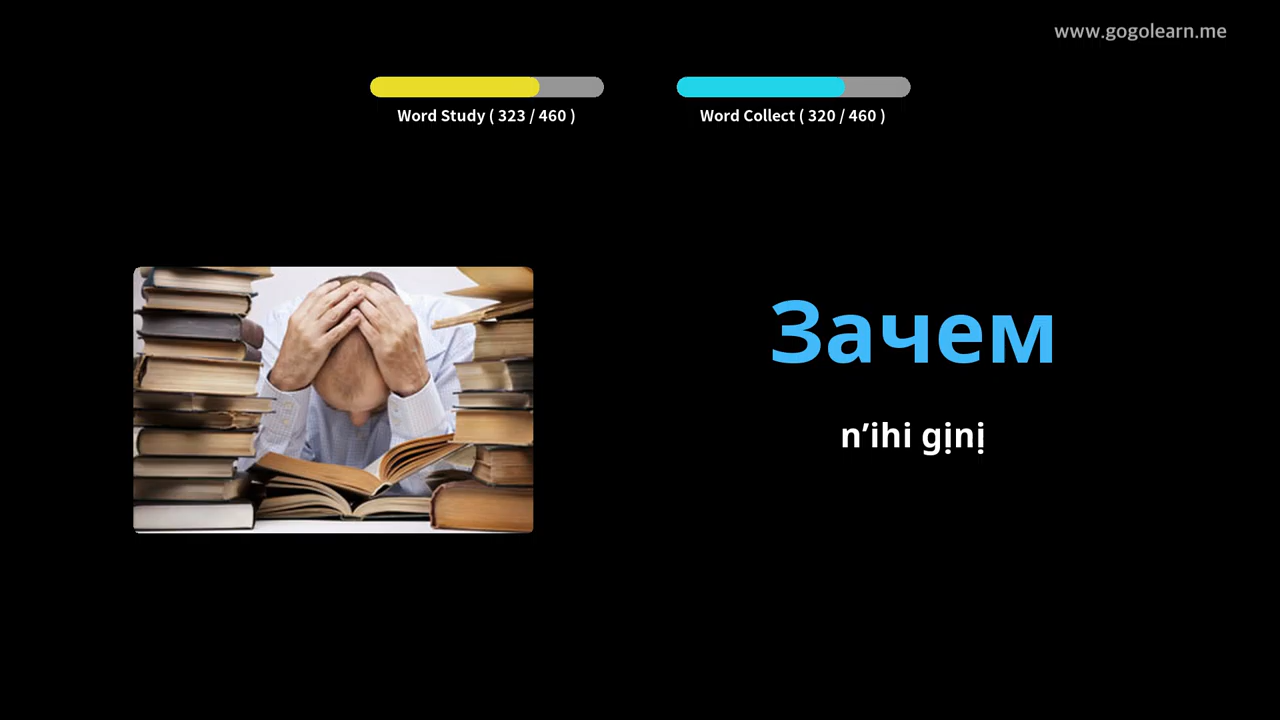 www.gogolearn.me
Word Study ( 323 / 460 )
Word Collect ( 320 / 460 )
Зачем
n’ihi gịnị